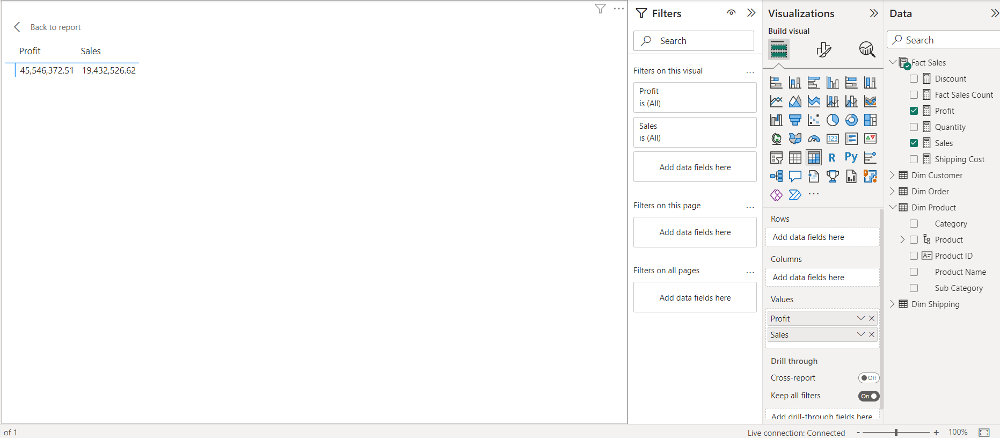 Back to report
Profit Sales
45,546,372.51 19,432,526.62
Filters
Search
Filters on this visual ...
Profit
is (All)
Sales
is (All)
Add data fields here
Filters on this page ...
Add data fields here
Filters on all pages ...
Add data fields here
Visualizations
Build visual
123
R Py
...
Rows
Add data fields here
Columns
Add data fields here
Values
Profit
Sales
Drill through
Cross-report Off
Keep all filters On
Add drill-through fields here
Data
Search
Fact Sales
Discount
Fact Sales Count
Profit
Quantity
Sales
Shipping Cost
Dim Customer
Dim Order
Dim Product
Category
Product
Product ID
Product Name
Sub Category
Dim Shipping
of 1
Live connection: Connected - + 100%